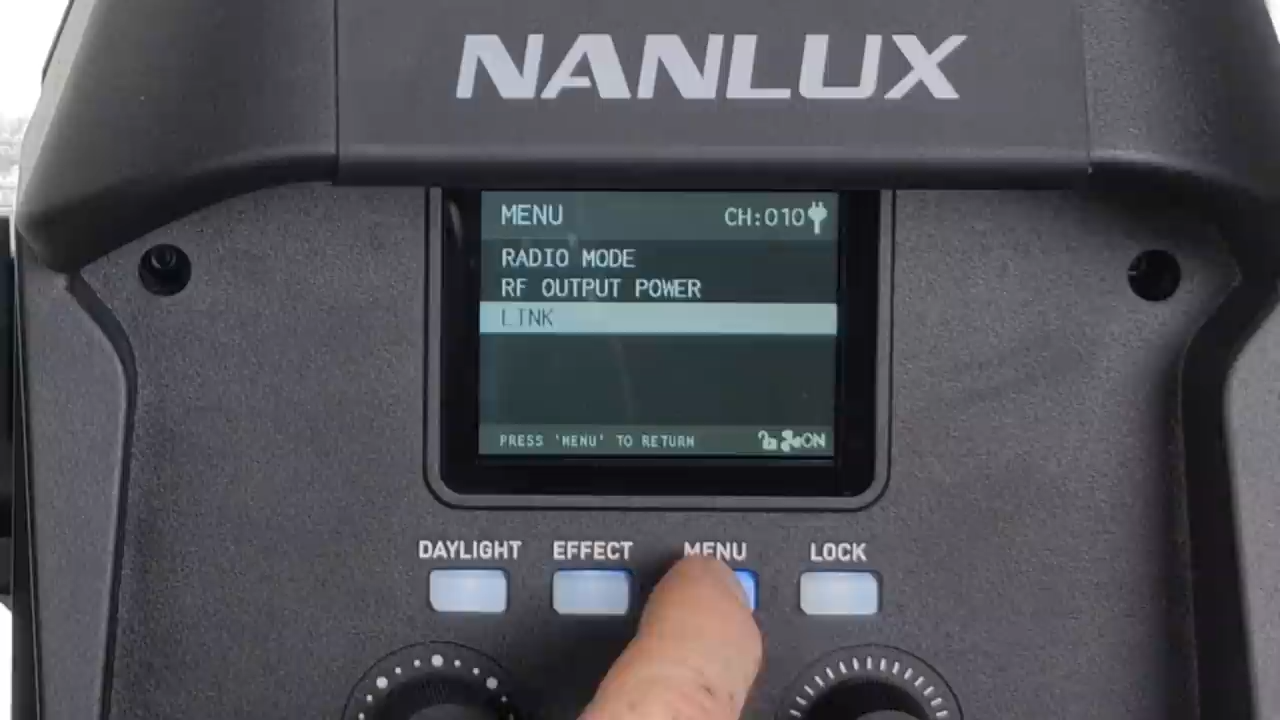 NANLUX
MENU CH:010
RADIO MODE
RF OUTPUT POWER
LINK
PRESS 'MENU' TO RETURN ON
DAYLIGHT EFFECT MENU LOCK